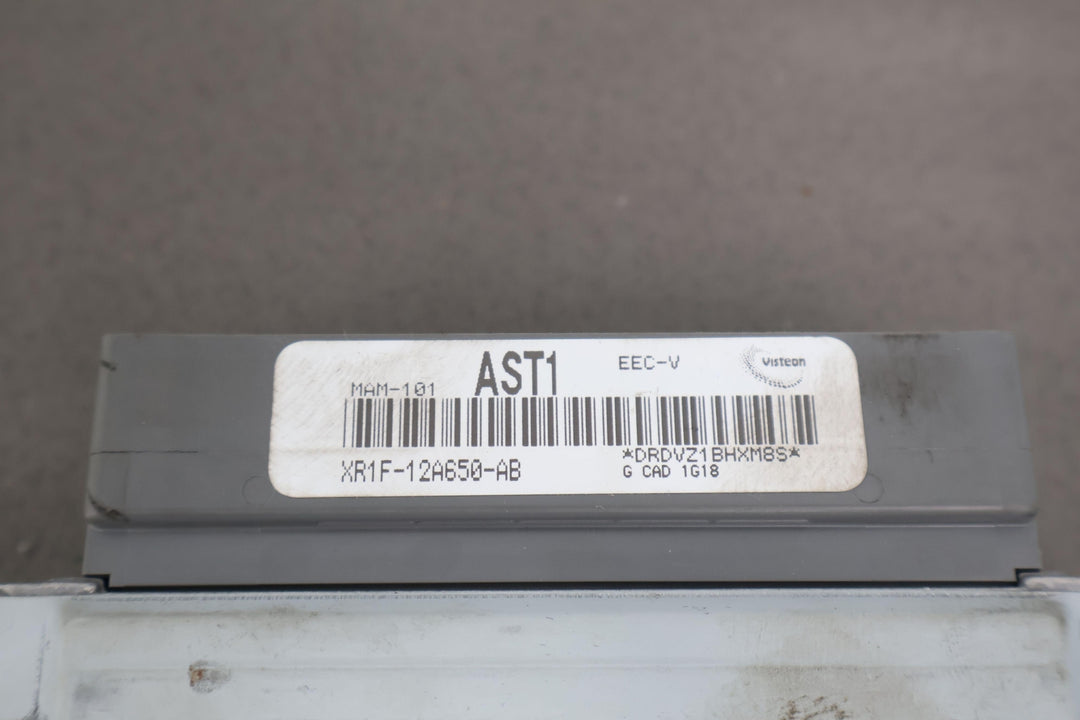 AST1
EEC-V
Visteon
MAM-101
XR1F-12A650-AB
*DRDVZ1BHXM8S*
G CAD 1G18